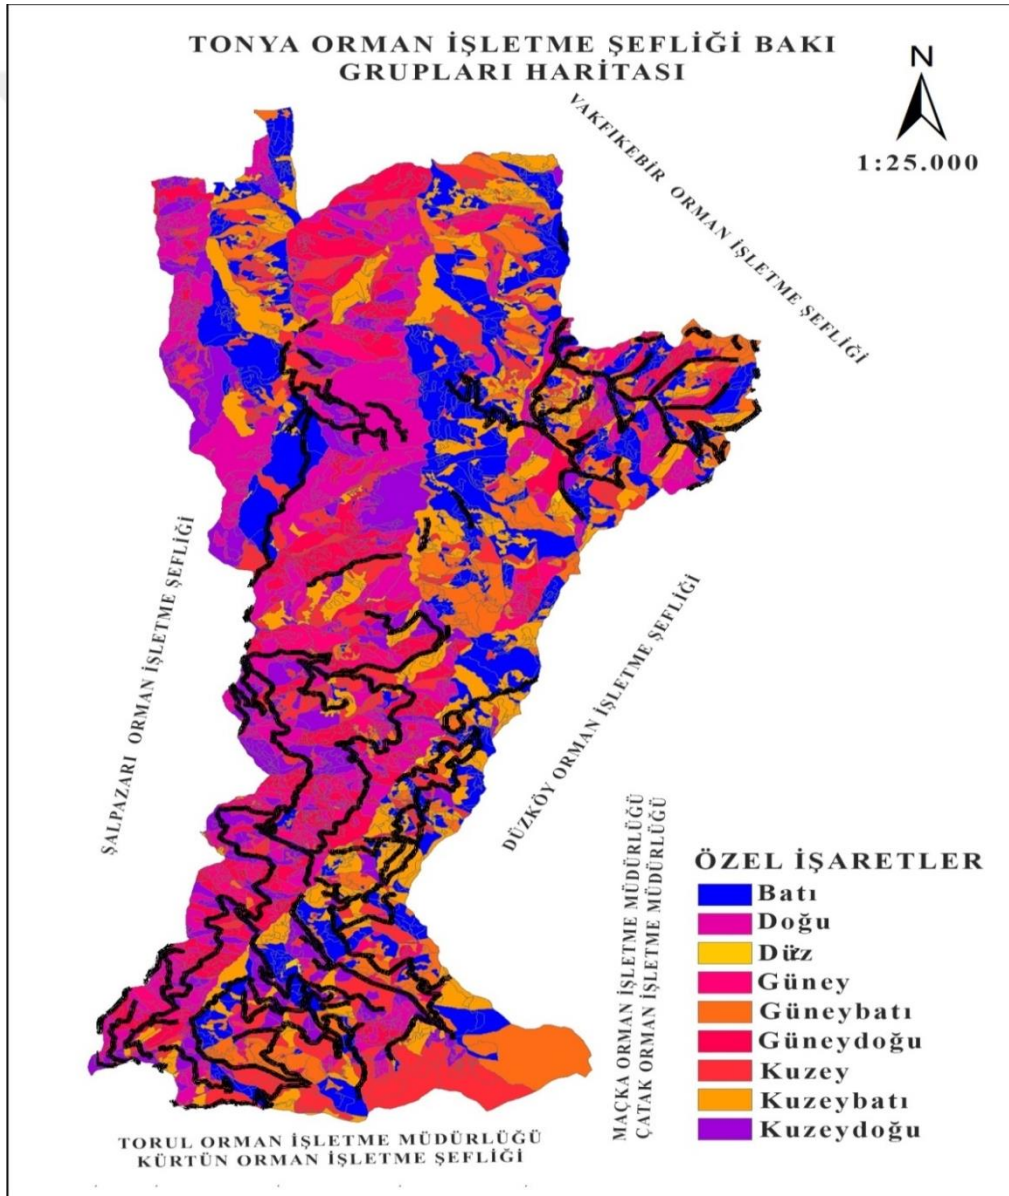 TONYA ORMAN İŞLETME ŞEFLİĞİ BAKI
GRUPLARI HARİTASI
N
1:25.000
VAKFIKEBİR ORMAN İŞLETME ŞEFLİĞİ
ŞALPAZARI ORMAN İŞLETME ŞEFLİĞİ
DÜZKÖY ORMAN İŞLETME ŞEFLİĞİ
MAÇKA ORMAN İŞLETME MÜDÜRLÜĞÜ
ÇATAK ORMAN İŞLETME MÜDÜRLÜĞÜ
ÖZEL İŞARETLER
Batı
Doğu
Düz
Güney
Güneybatı
Güneydoğu
Kuzey
Kuzeybatı
Kuzeydoğu
TORUL ORMAN İŞLETME MÜDÜRLÜĞÜ
KÜRTÜN ORMAN İŞLETME ŞEFLİĞİ